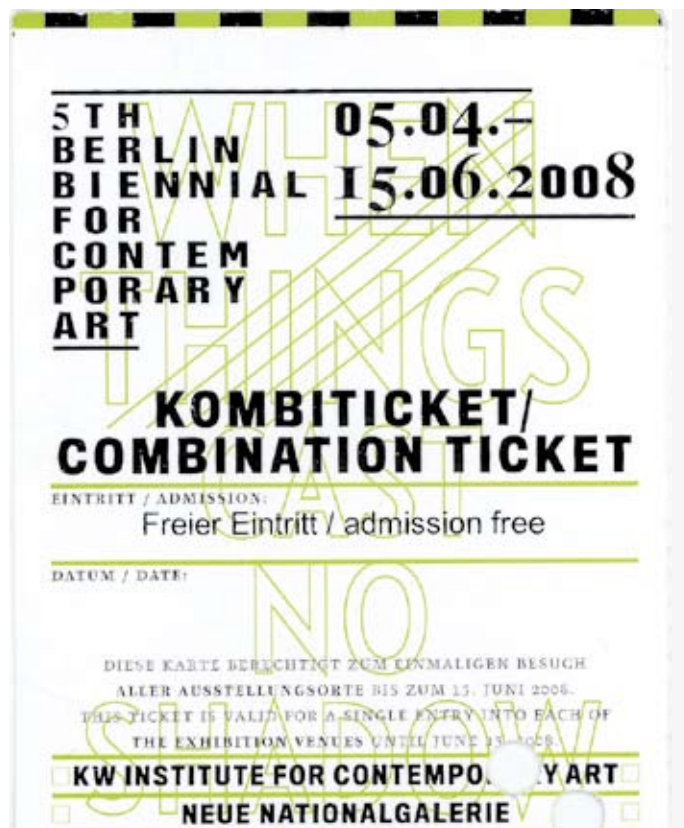 5TH
BERLIN
BIENNIAL
FOR
CONTEM
PORARY
ART
05.04.–
15.06.2008
WHEN
THINGS
CAST
NO
SHADOW
KOMBITICKET/
COMBINATION TICKET
EINTRITT / ADMISSION:
Freier Eintritt / admission free
DATUM / DATE:
DIESE KARTE BERECHTIGT ZUM EINMALIGEN BESUCH
ALLER AUSSTELLUNGSORTE BIS ZUM 15. JUNI 2008.
THIS TICKET IS VALID FOR A SINGLE ENTRY INTO EACH OF
THE EXHIBITION VENUES UNTIL JUNE 15, 2008.
KW INSTITUTE FOR CONTEMPO Y ART
NEUE NATIONALGALERIE